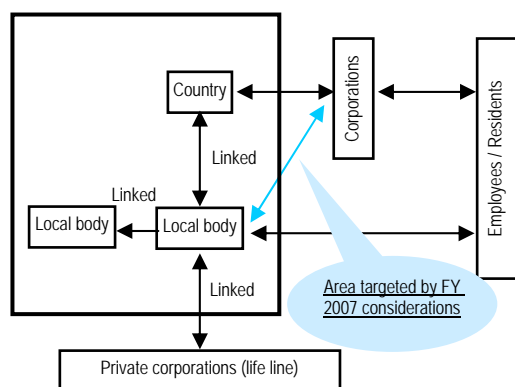 Country
Corporations
Employees / Residents
Linked
Linked
Local body
Local body
Linked
Area targeted by FY
2007 considerations
Private corporations (life line)